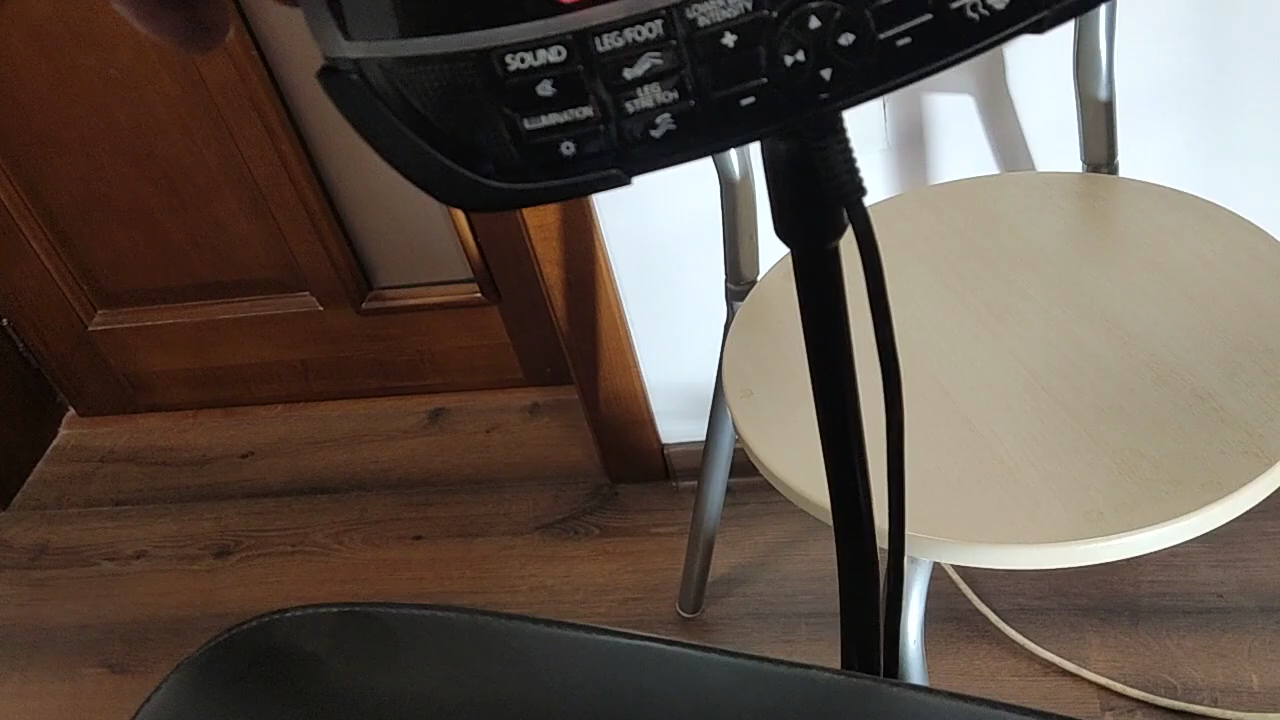 SOUND
LEG/FOOT
INTENSITY
+
-
-
LEG
STRETCH
ILLUMINATION